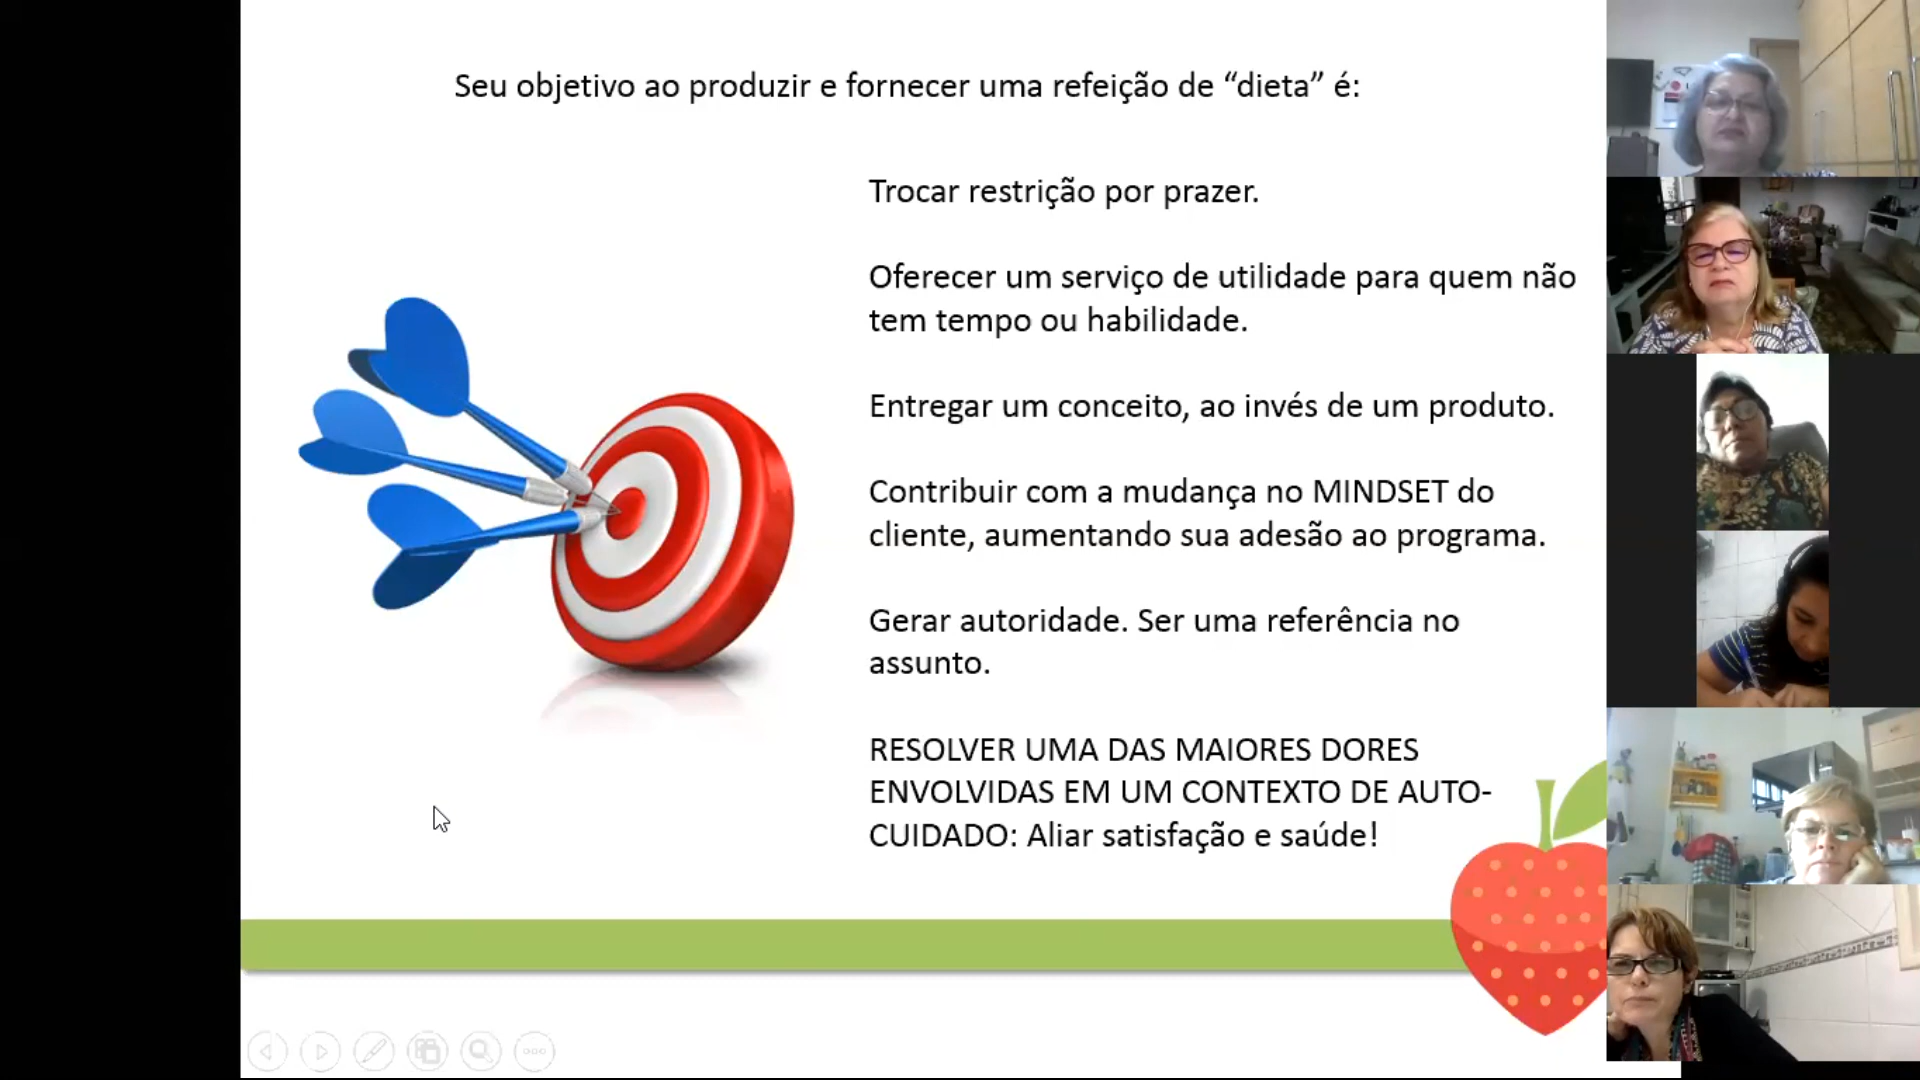 Seu objetivo ao produzir e fornecer uma refeição de “dieta” é:
Trocar restrição por prazer.
Oferecer um serviço de utilidade para quem não
tem tempo ou habilidade.
Entregar um conceito, ao invés de um produto.
Contribuir com a mudança no MINDSET do
cliente, aumentando sua adesão ao programa.
Gerar autoridade. Ser uma referência no
assunto.
RESOLVER UMA DAS MAIORES DORES
ENVOLVIDAS EM UM CONTEXTO DE AUTO-
CUIDADO: Aliar satisfação e saúde!